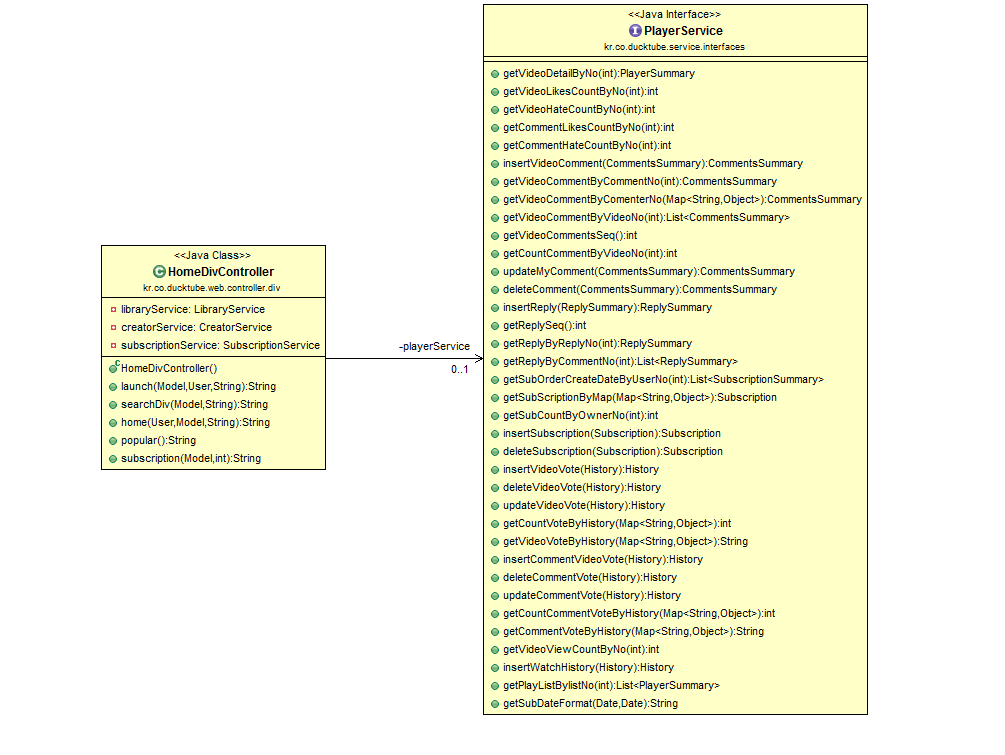 <<Java Interface>>
PlayerService
kr.co.ducktube.service.interfaces
getVideoDetailByNo(int):PlayerSummary
getVideoLikesCountByNo(int):int
getVideoHateCountByNo(int):int
getCommentLikesCountByNo(int):int
getCommentHateCountByNo(int):int
insertVideoComment(CommentsSummary):CommentsSummary
getVideoCommentByCommentNo(int):CommentsSummary
getVideoCommentByComenterNo(Map<String,Object>):CommentsSummary
getVideoCommentByVideoNo(int):List<CommentsSummary>
getVideoCommentsSeq():int
getCountCommentByVideoNo(int):int
updateMyComment(CommentsSummary):CommentsSummary
deleteComment(CommentsSummary):CommentsSummary
insertReply(ReplySummary):ReplySummary
getReplySeq():int
getReplyByReplyNo(int):ReplySummary
getReplyByCommentNo(int):List<ReplySummary>
getSubOrderCreateDateByUserNo(int):List<SubscriptionSummary>
getSubScriptionByMap(Map<String,Object>):Subscription
getSubCountByOwnerNo(int):int
insertSubscription(Subscription):Subscription
deleteSubscription(Subscription):Subscription
insertVideoVote(History):History
deleteVideoVote(History):History
updateVideoVote(History):History
getCountVoteByHistory(Map<String,Object>):int
getVideoVoteByHistory(Map<String,Object>):String
insertCommentVideoVote(History):History
deleteCommentVote(History):History
updateCommentVote(History):History
getCountCommentVoteByHistory(Map<String,Object>):int
getCommentVoteByHistory(Map<String,Object>):String
getVideoViewCountByNo(int):int
insertWatchHistory(History):History
getPlayListBylistNo(int):List<PlayerSummary>
getSubDateFormat(Date,Date):String
<<Java Class>>
HomeDivController
kr.co.ducktube.web.controller.div
libraryService: LibraryService
creatorService: CreatorService
subscriptionService: SubscriptionService
HomeDivController()
launch(Model,User,String):String
searchDiv(Model,String):String
home(User,Model,String):String
popular():String
subscription(Model,int):String
-playerService
0..1